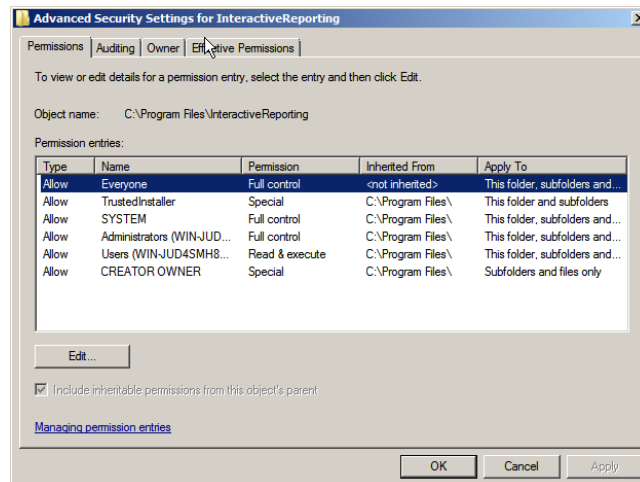 Advanced Security Settings for InteractiveReporting
Permissions Auditing Owner Effective Permissions
To view or edit details for a permission entry, select the entry and then click Edit.
Object name: C:\Program Files\InteractiveReporting
Permission entries:
Type Name Permission Inherited From Apply To
Allow Everyone Full control <not inherited> This folder, subfolders and...
Allow TrustedInstaller Special C:\Program Files\ This folder and subfolders
Allow SYSTEM Full control C:\Program Files\ This folder, subfolders and...
Allow Administrators (WIN-JUD... Full control C:\Program Files\ This folder, subfolders and...
Allow Users (WIN-JUD4SMH8... Read & execute C:\Program Files\ This folder, subfolders and...
Allow CREATOR OWNER Special C:\Program Files\ Subfolders and files only
Edit...
Include inheritable permissions from this object's parent
Managing permission entries
OK Cancel Apply